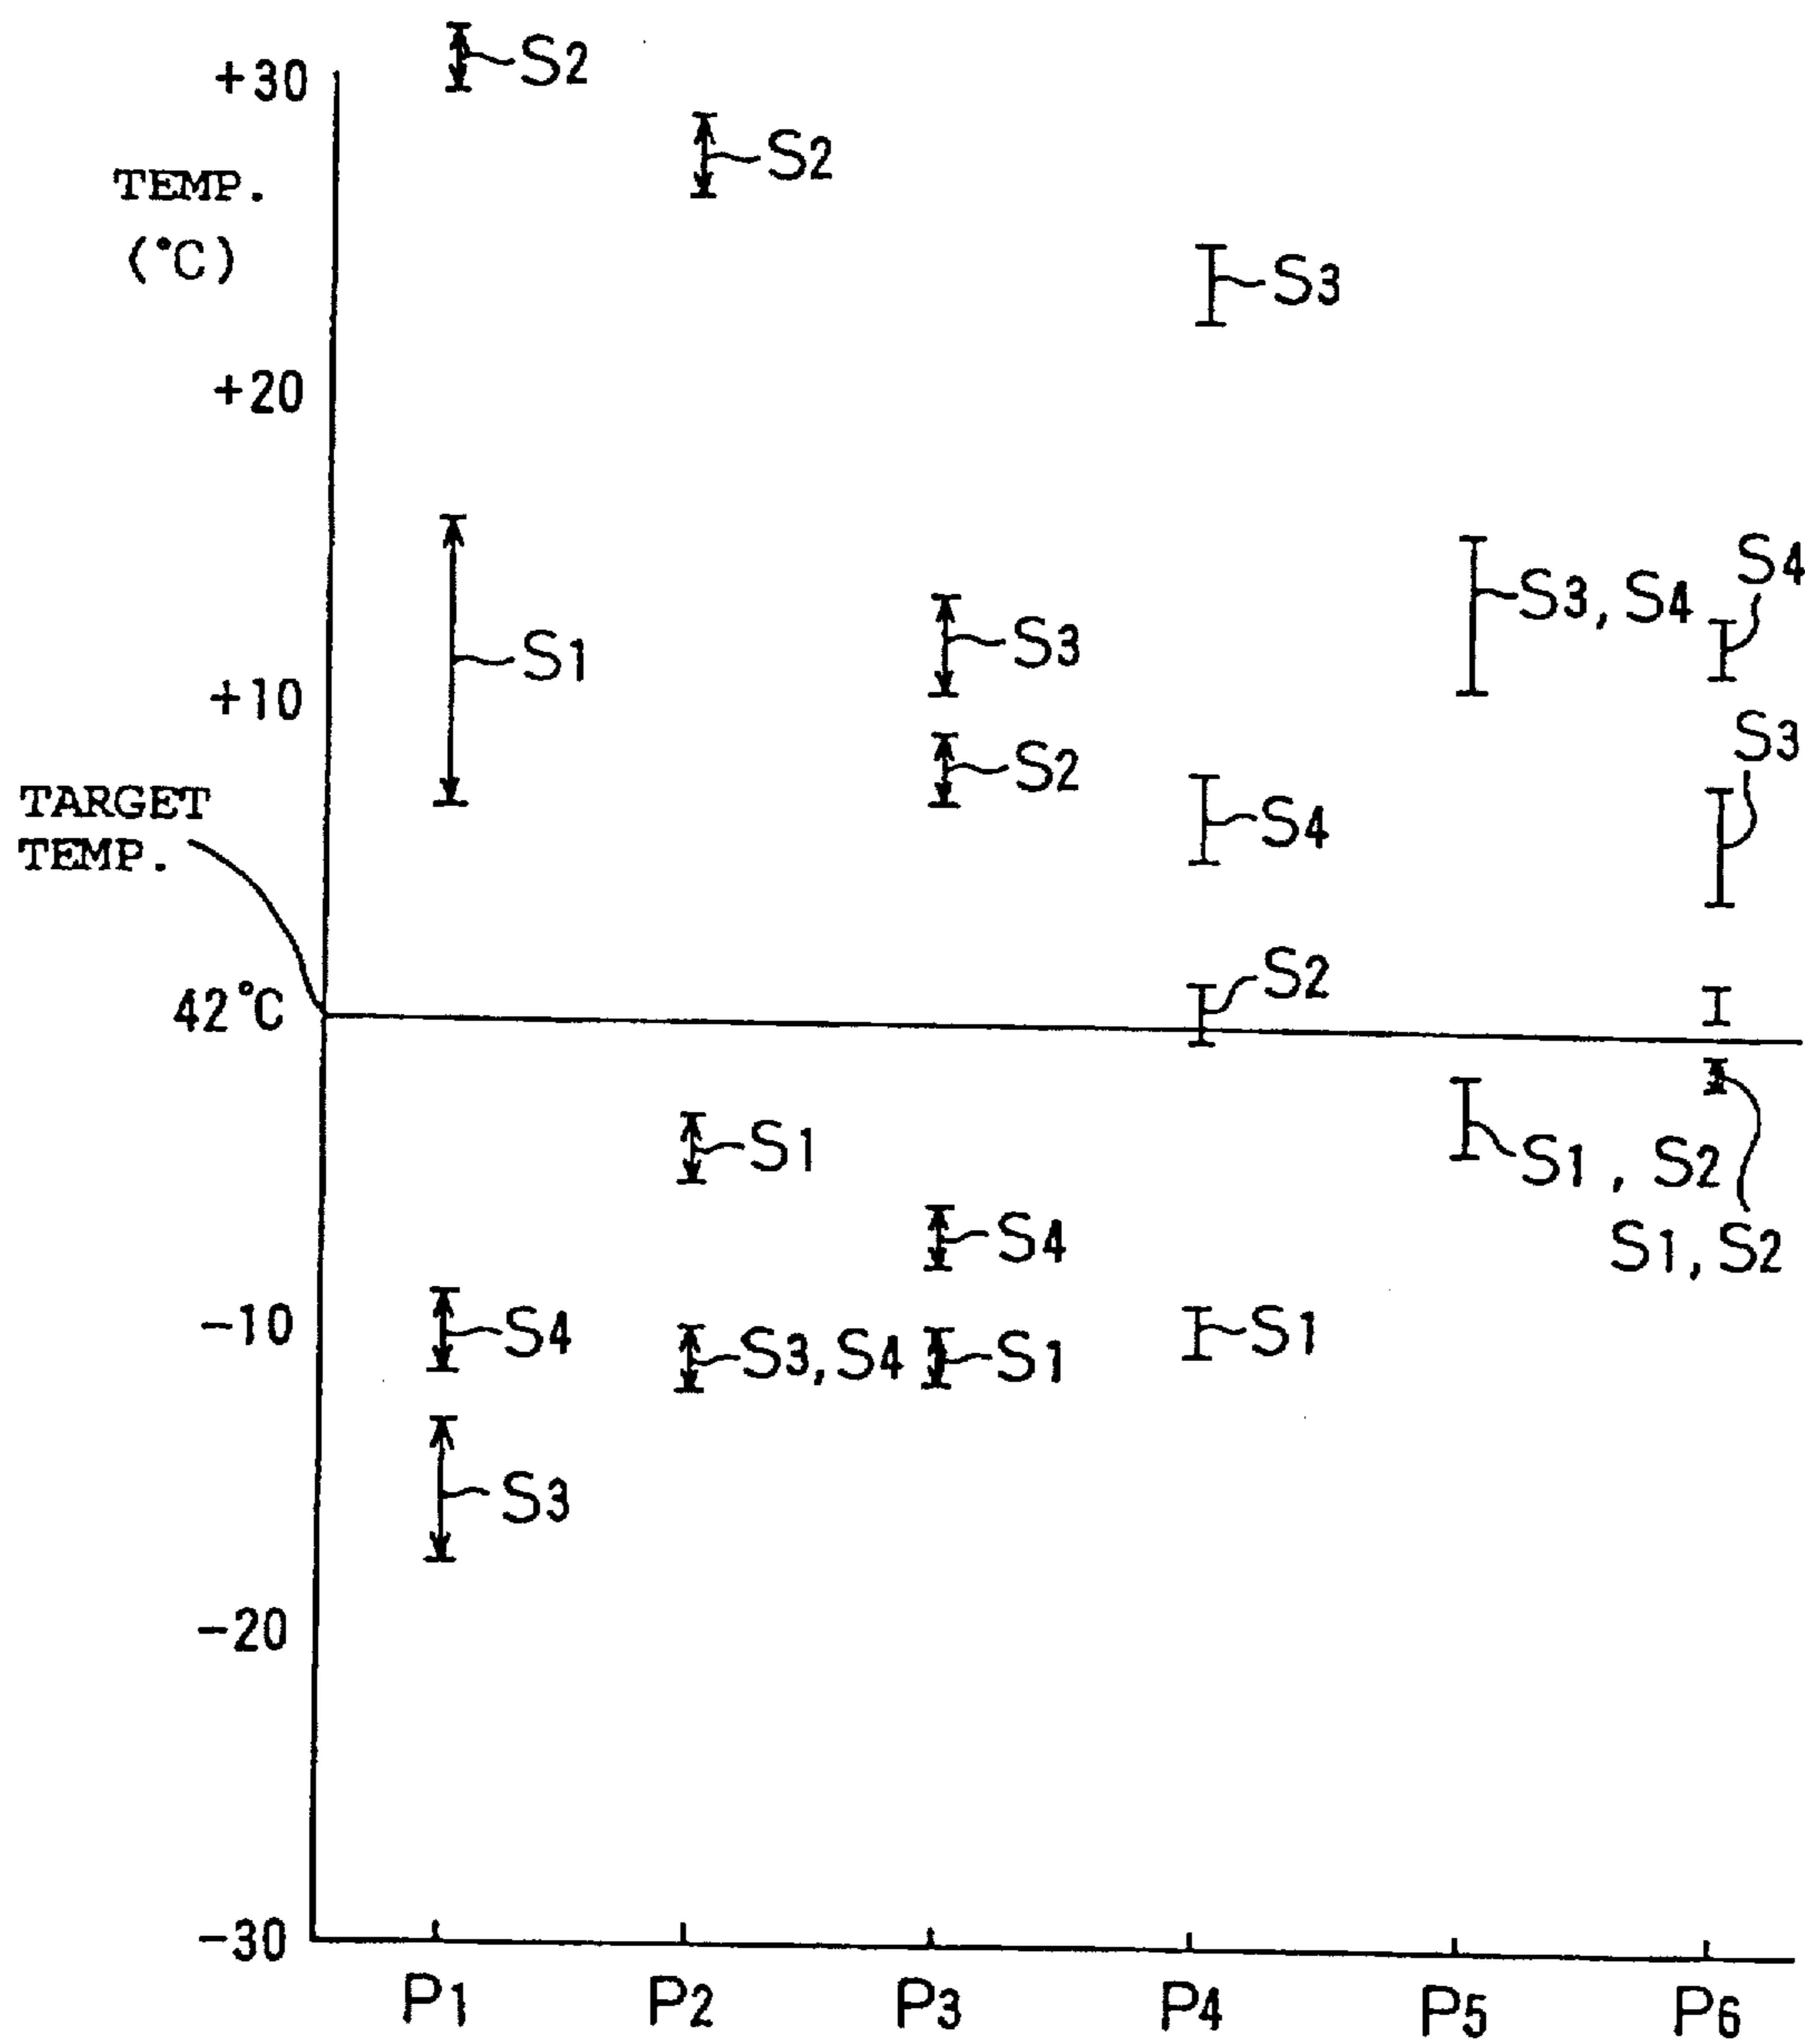 S2
+30
S2
TEMP.
(°C)
S3
+20
S4
S3, S4
S1
S3
+10
S3
S2
TARGET
TEMP.
S4
S2
42°C
S1
S1, S2
S4
S1, S2
-10
S4
S3, S4
S1
S1
S3
-20
-30
P1
P2
P3
P4
P5
P6